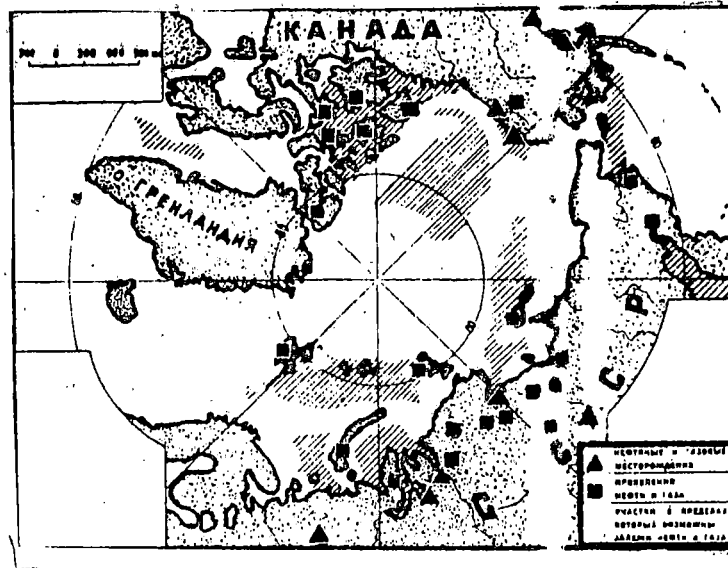 КАНАДА
О. ГРЕНЛАНДИЯ
С С С Р
НЕФТЯНЫЕ И ГАЗОВЫЕ
МЕСТОРОЖДЕНИЯ
ПРОЯВЛЕНИЯ
НЕФТИ И ГАЗА
УЧАСТКИ В ПРЕДЕЛАХ
КОТОРЫХ ВОЗМОЖНЫ
ЗАЛЕЖИ НЕФТИ И ГАЗА